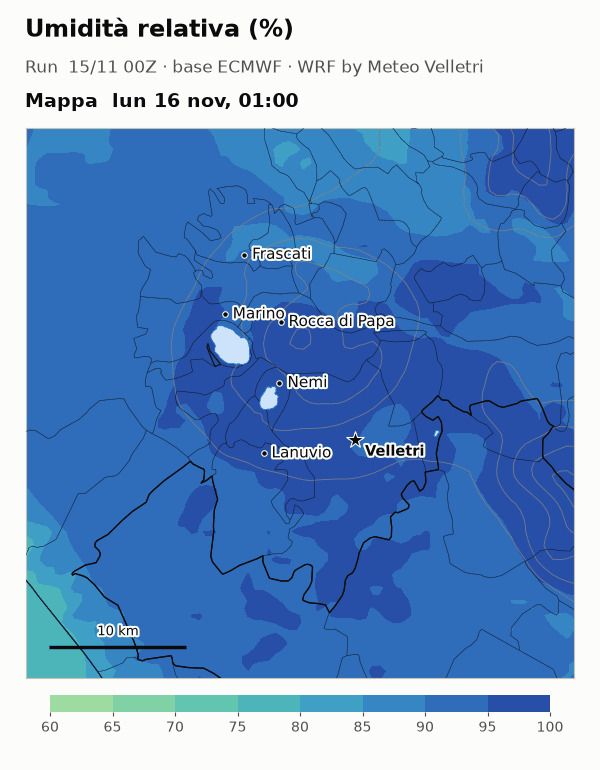 Umidità relativa (%)
Run  15/11 00Z · base ECMWF · WRF by Meteo Velletri
Mappa  lun 16 nov, 01:00
Frascati
Marino
Rocca di Papa
Nemi
Velletri
Lanuvio
10 km
60 65 70 75 80 85 90 95 100